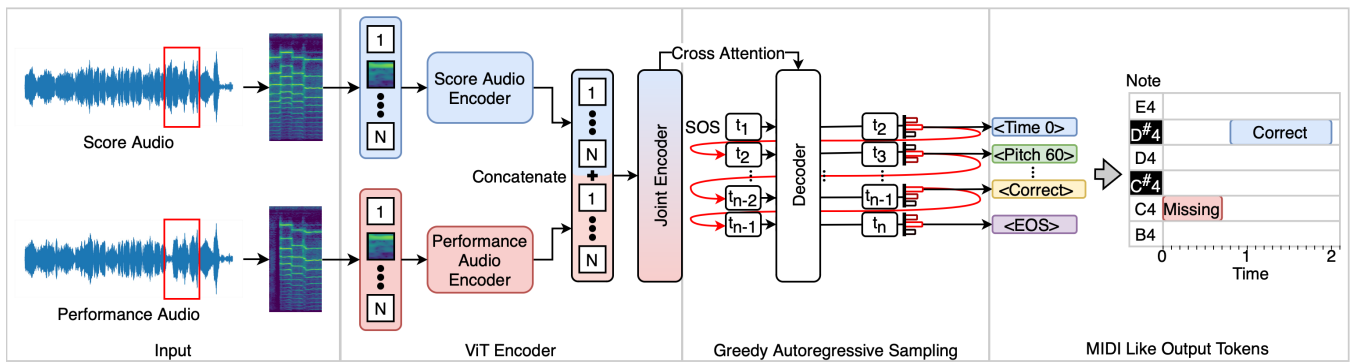 Score Audio
Performance Audio
Input
1
N
Score Audio
Encoder
1
N
Performance
Audio
Encoder
Concatenate
1
N
+
1
N
ViT Encoder
Joint Encoder
Cross Attention
Decoder
SOS
t1
t2
t2
t3
tn-2
tn-1
tn-1
tn
Greedy Autoregressive Sampling
<Time 0>
<Pitch 60>
<Correct>
<EOS>
MIDI Like Output Tokens
Note
E4
D#4
Correct
D4
C#4
C4
Missing
B4
0
1
2
Time